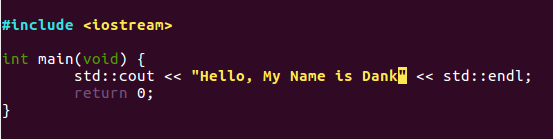 #include <iostream>
int main(void) {
std::cout << "Hello, My Name is Dank" << std::endl;
return 0;
}